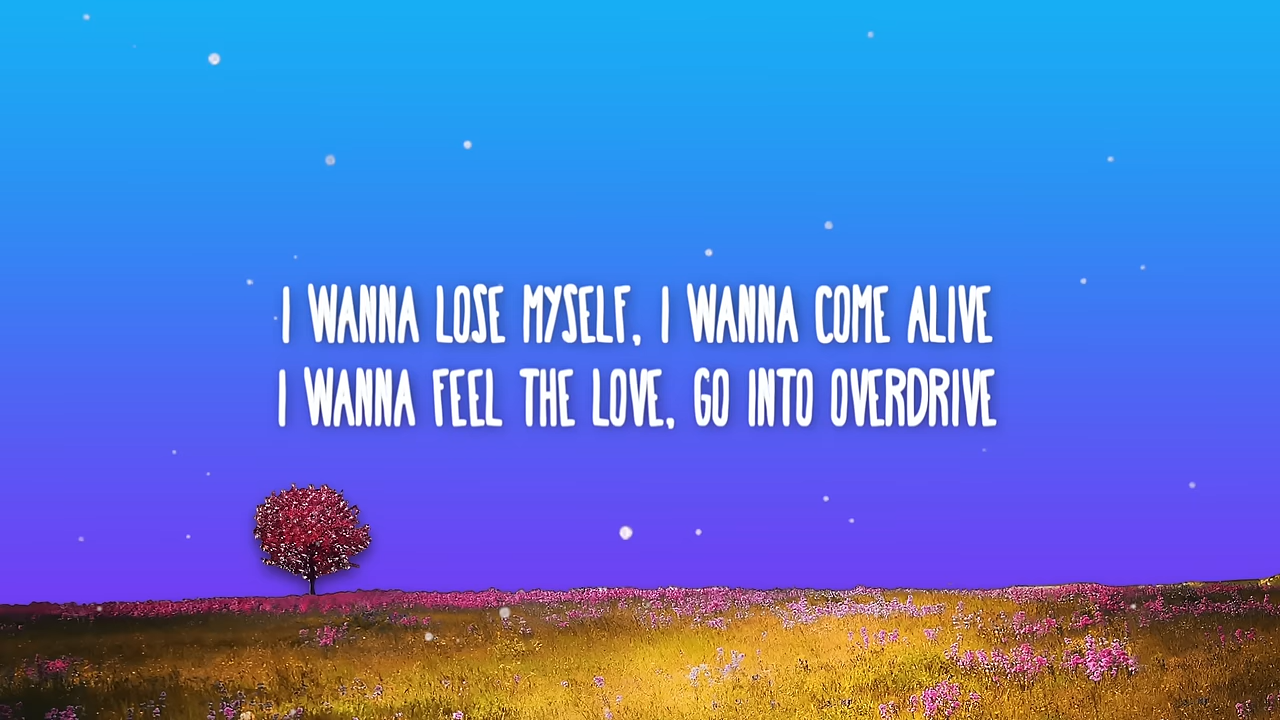 I WANNA LOSE MYSELF, I WANNA COME ALIVE
I WANNA FEEL THE LOVE, GO INTO OVERDRIVE